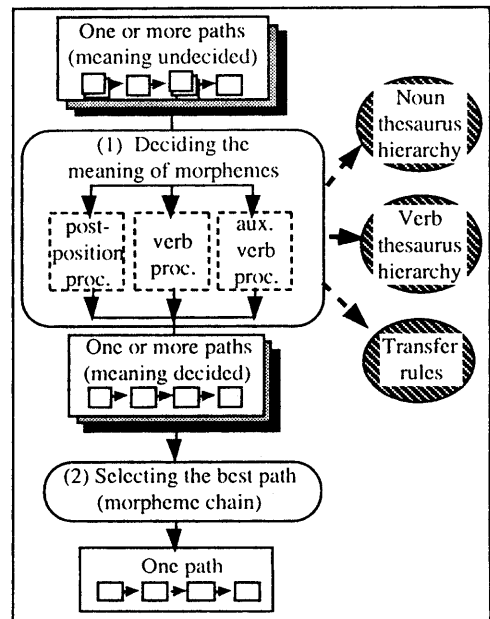 One or more paths
(meaning undecided)
(1) Deciding the
meaning of morphemes
post-
position
proc.
verb
proc.
aux.
verb
proc.
One or more paths
(meaning decided)
(2) Selecting the best path
(morpheme chain)
One path
Noun
thesaurus
hierarchy
Verb
thesaurus
hierarchy
Transfer
rules